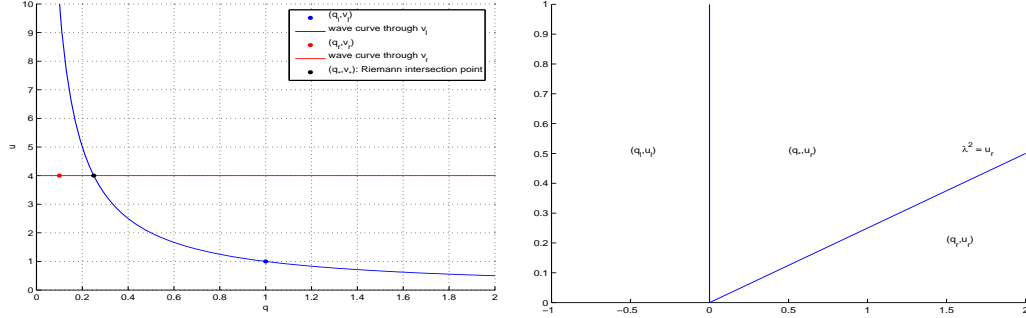 10
9
8
7
6
5
4
3
2
1
0
u
0 0.2 0.4 0.6 0.8 1 1.2 1.4 1.6 1.8 2
q
(q_l,v_l)
wave curve through v_l
(q_r,v_r)
wave curve through v_r
(q_*,v_*): Riemann intersection point
1
0.9
0.8
0.7
0.6
0.5
0.4
0.3
0.2
0.1
0
−1 −0.5 0 0.5 1 1.5 2
(q_l,u_l) (q_*,u_r) λ^2 = u_r
(q_r,u_r)